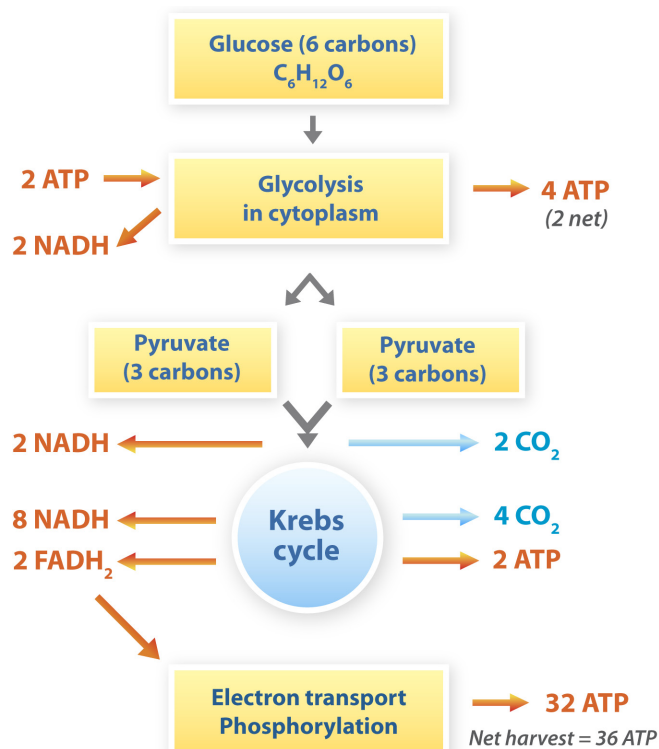 Glucose (6 carbons)
C₆H₁₂O₆
2 ATP
Glycolysis
in cytoplasm
4 ATP
(2 net)
2 NADH
Pyruvate
(3 carbons)
Pyruvate
(3 carbons)
2 NADH
2 CO₂
8 NADH
Krebs
cycle
4 CO₂
2 FADH₂
2 ATP
Electron transport
Phosphorylation
32 ATP
Net harvest = 36 ATP